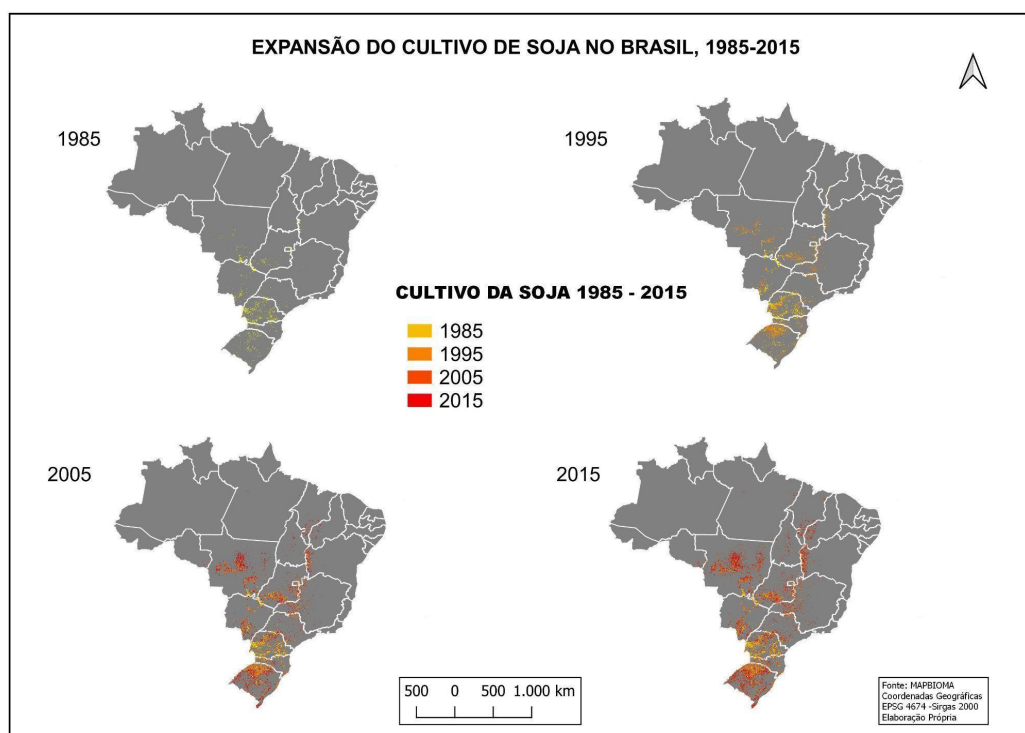 EXPANSÃO DO CULTIVO DE SOJA NO BRASIL, 1985-2015
1985
1995
CULTIVO DA SOJA 1985 - 2015
1985
1995
2005
2015
2005
2015
500 0 500 1.000 km
Fonte: MAPBIOMA
Coordenadas Geográficas
EPSG 4674 -Sirgas 2000
Elaboração Própria